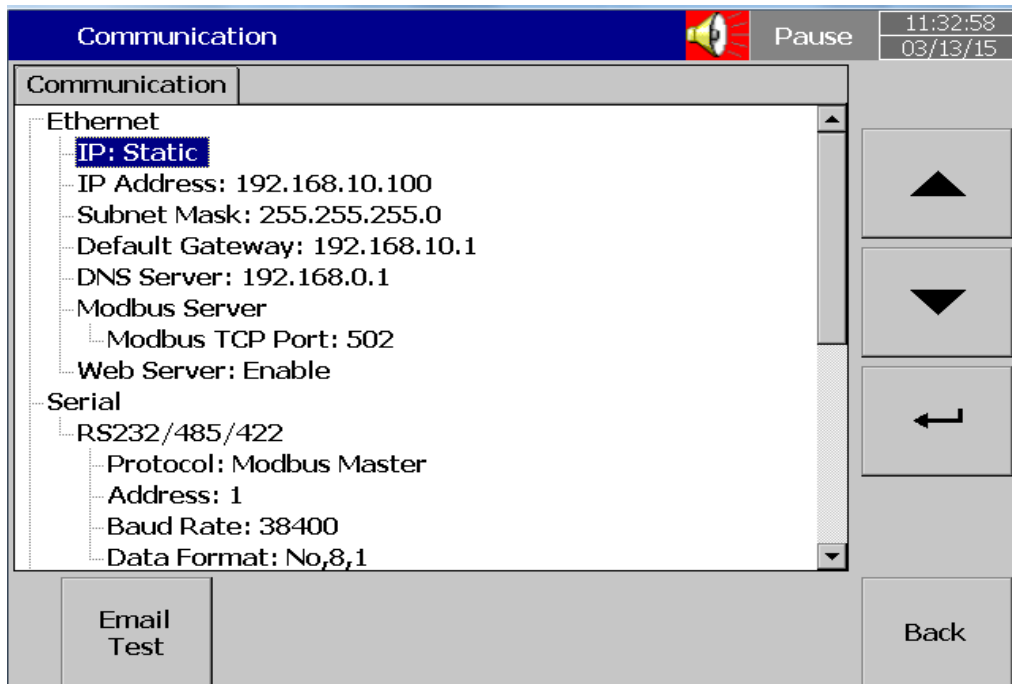 Communication
Pause
11:32:58
03/13/15
Communication
Ethernet
IP: Static
IP Address: 192.168.10.100
Subnet Mask: 255.255.255.0
Default Gateway: 192.168.10.1
DNS Server: 192.168.0.1
Modbus Server
Modbus TCP Port: 502
Web Server: Enable
Serial
RS232/485/422
Protocol: Modbus Master
Address: 1
Baud Rate: 38400
Data Format: No,8,1
Email
Test
Back